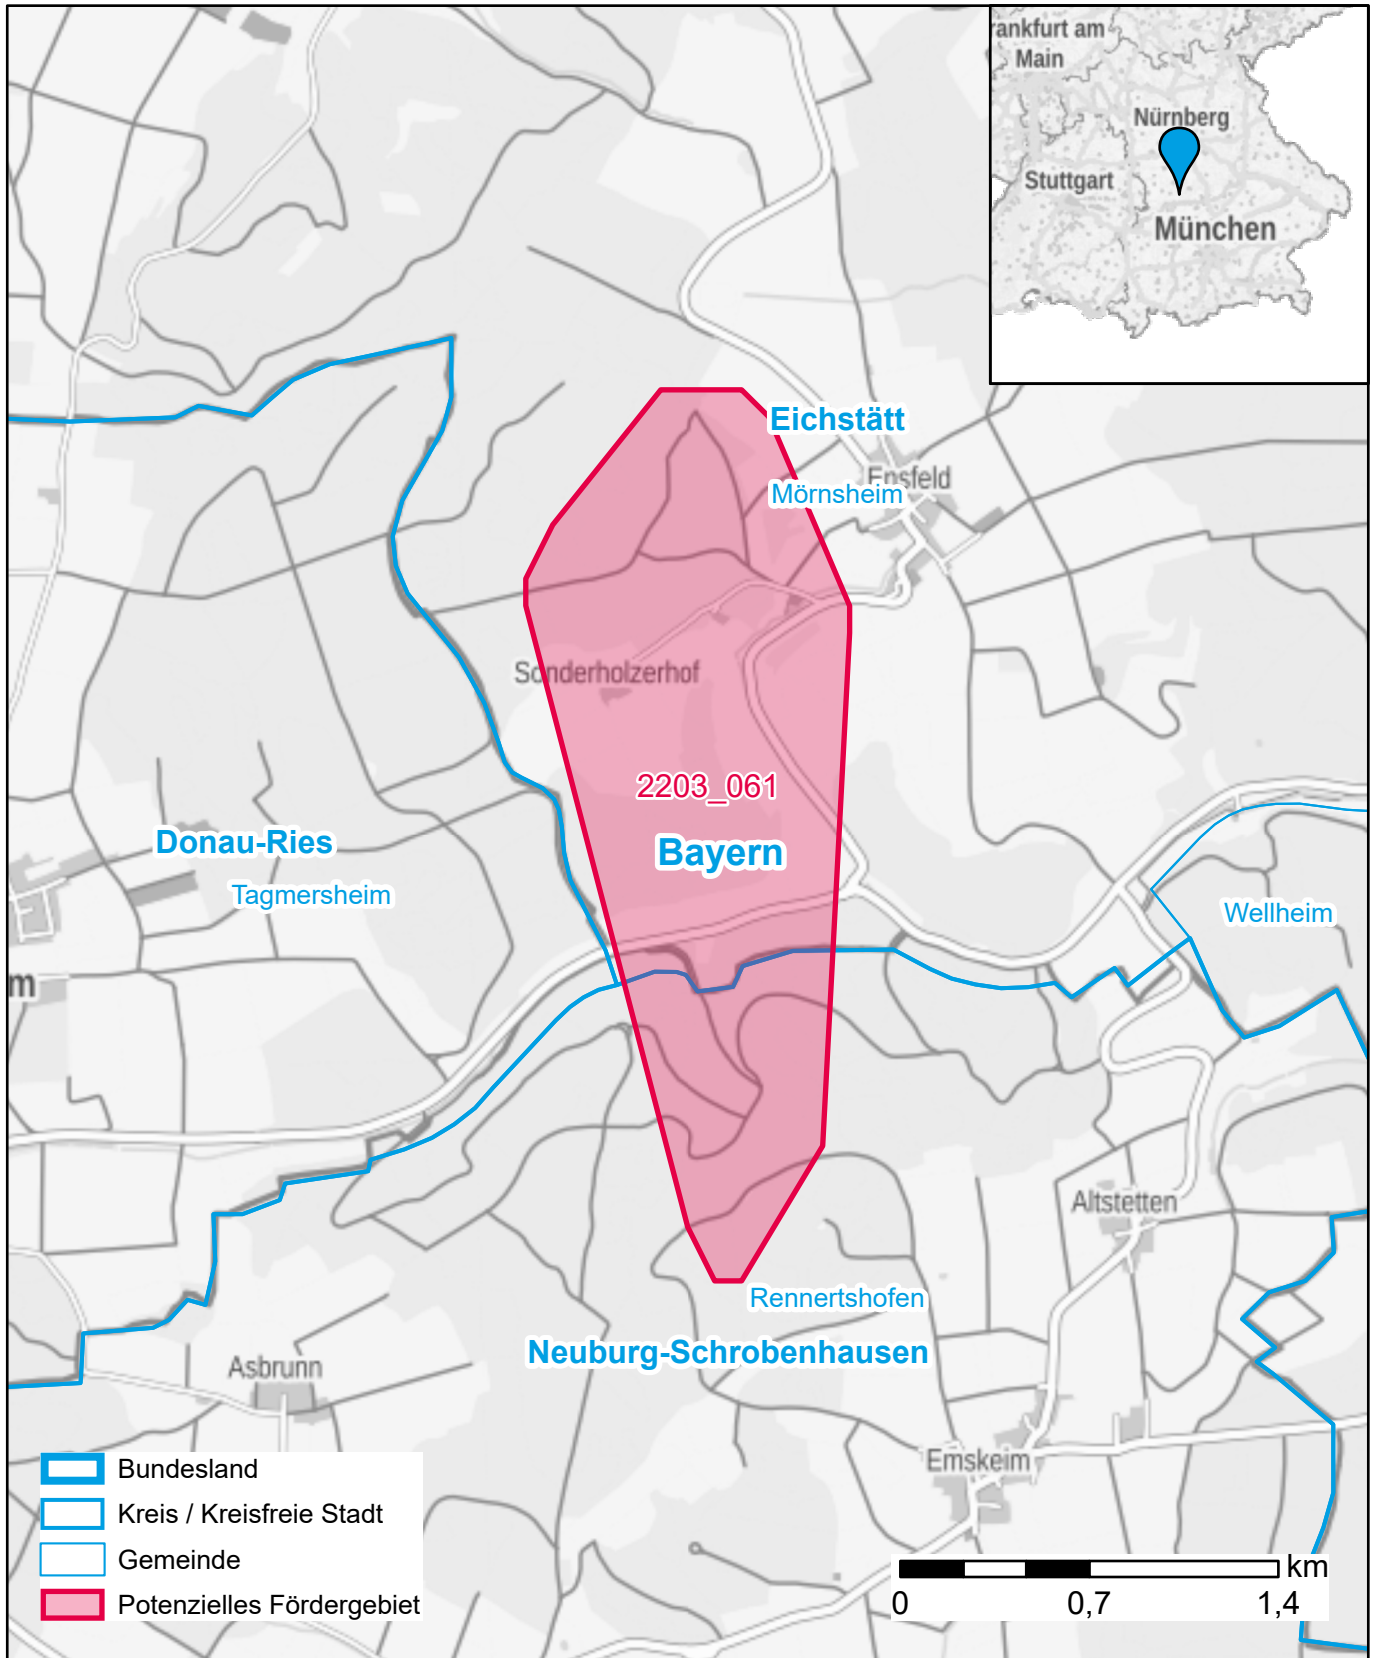 rankfurt am
Main
Nürnberg
Stuttgart
München
Eichstätt
Ensfeld
Mörnsheim
Sonderholzerhof
2203_061
Bayern
Donau-Ries
Tagmersheim
Wellheim
m
Altstetten
Rennertshofen
Neuburg-Schrobenhausen
Asbrunn
Emskeim
Bundesland
Kreis / Kreisfreie Stadt
Gemeinde
Potenzielles Fördergebiet
km
0 0,7 1,4